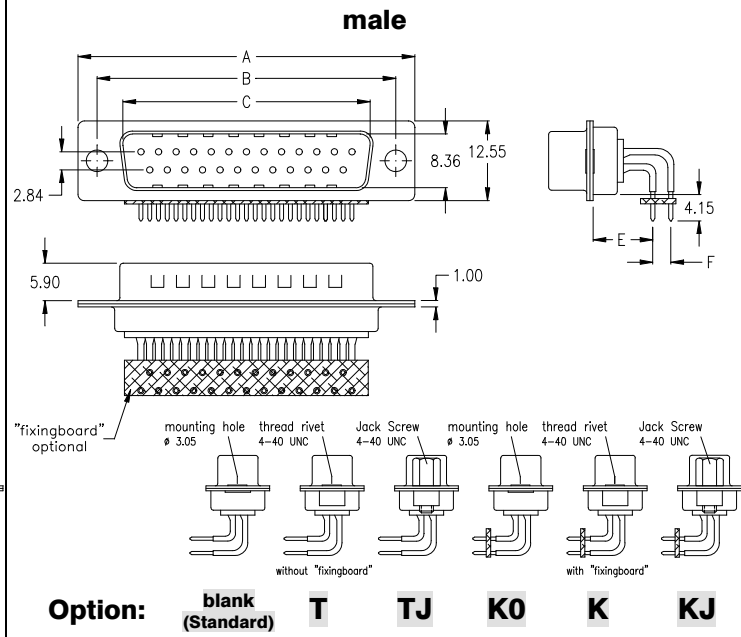 male
A
B
C
2.84
8.36
12.55
4.15
E
F
5.90
1.00
"fixingboard"
optional
mounting hole
ø 3.05
thread rivet
4-40 UNC
Jack Screw
4-40 UNC
mounting hole
ø 3.05
thread rivet
4-40 UNC
Jack Screw
4-40 UNC
without "fixingboard"
with "fixingboard"
Option:
blank
(Standard)
T
TJ
K0
K
KJ